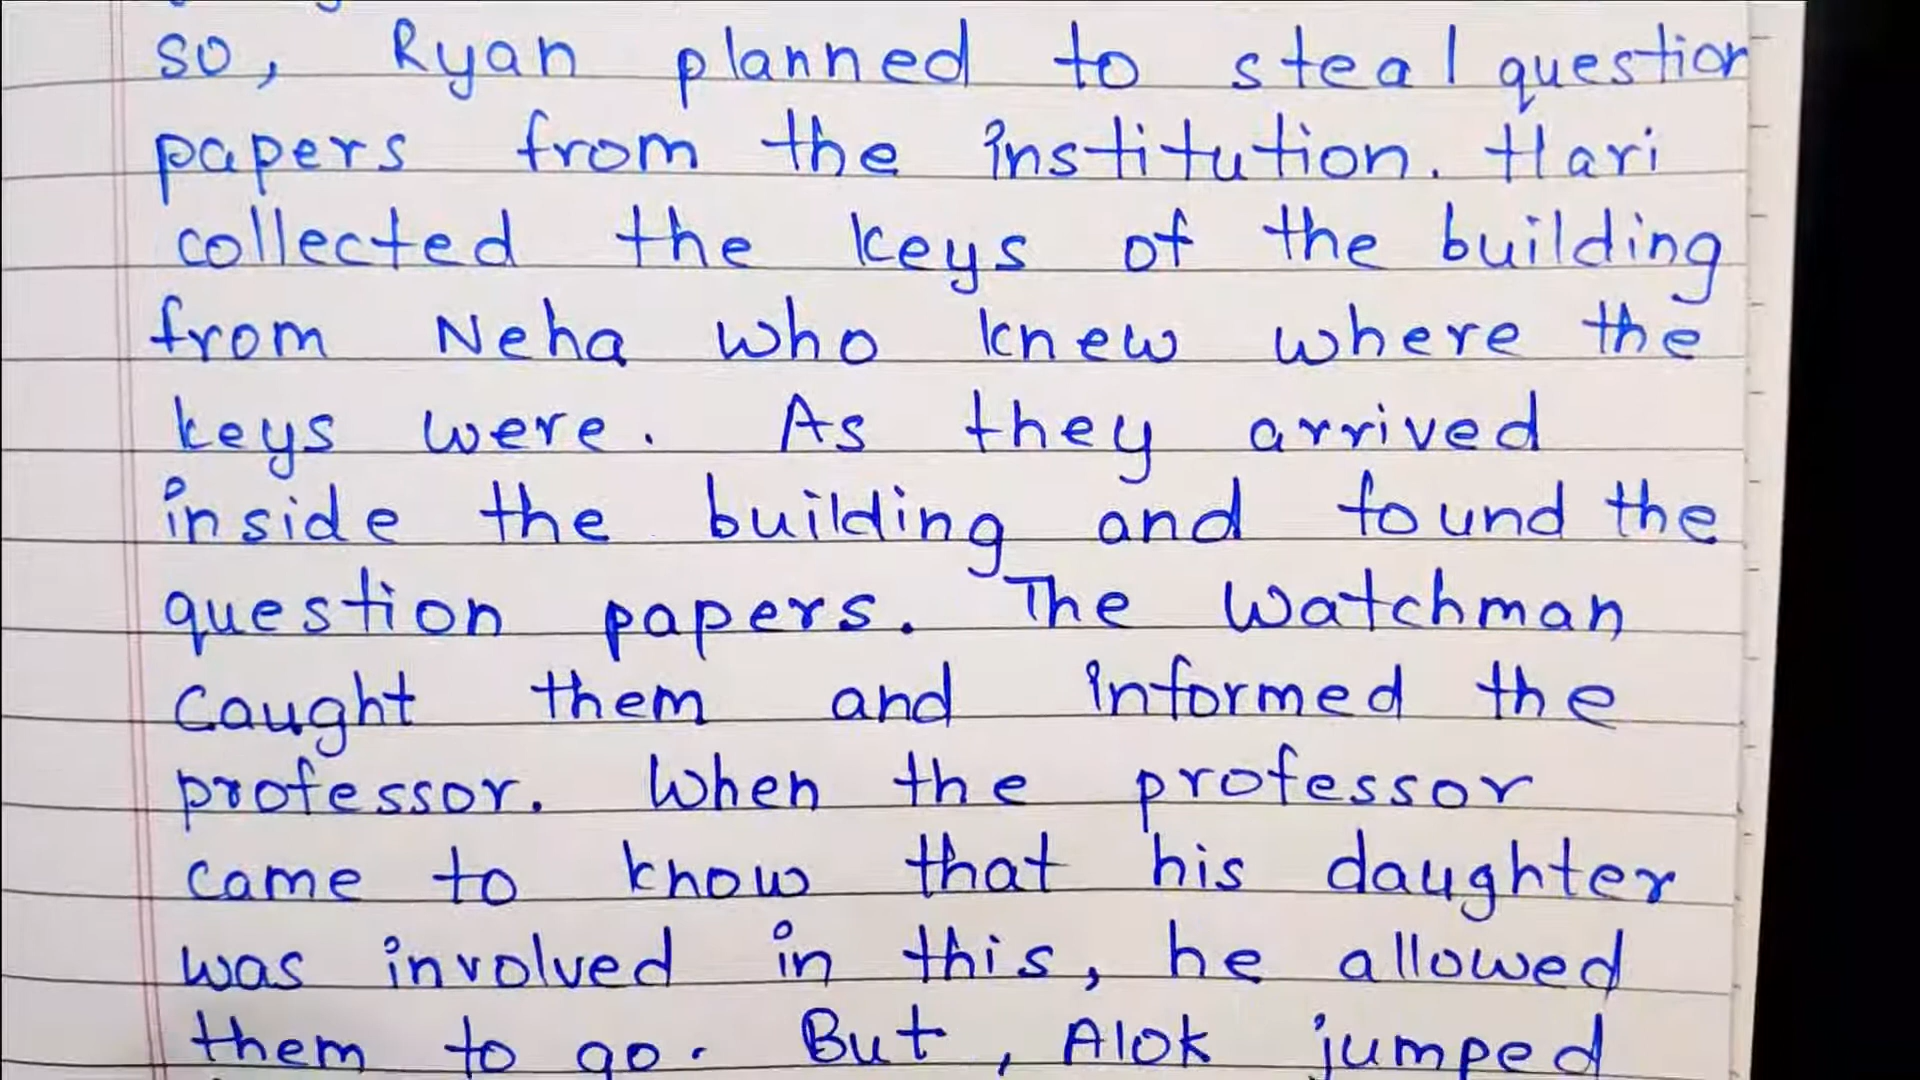 so, Ryan planned to steal question
papers from the institution. Hari
collected the keys of the building
from Neha who knew where the
keys were. As they arrived
inside the building and found the
question papers. The Watchman
caught them and informed the
professor. When the professor
came to know that his daughter
was involved in this, he allowed
them to go. But, Alok jumped